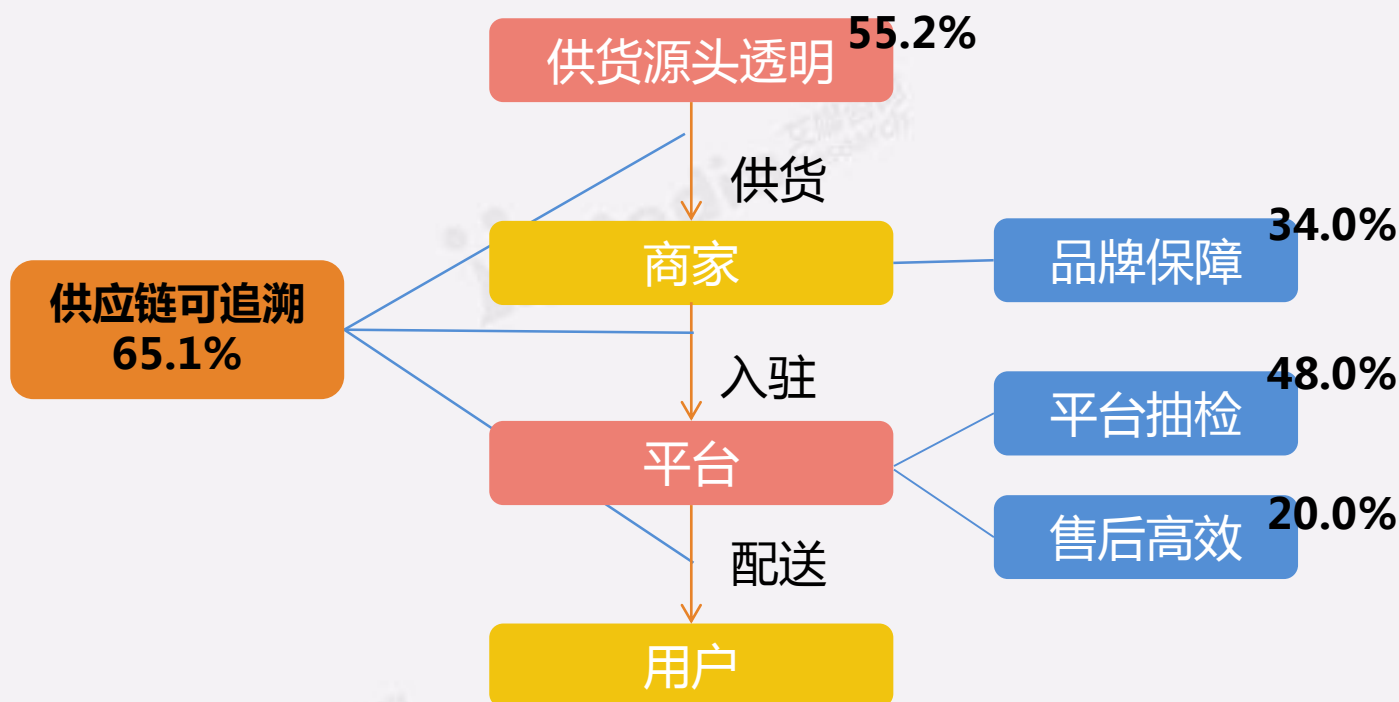 供货源头透明
55.2%
供货
商家
品牌保障
34.0%
供应链可追溯
65.1%
入驻
平台抽检
48.0%
平台
售后高效
20.0%
配送
用户